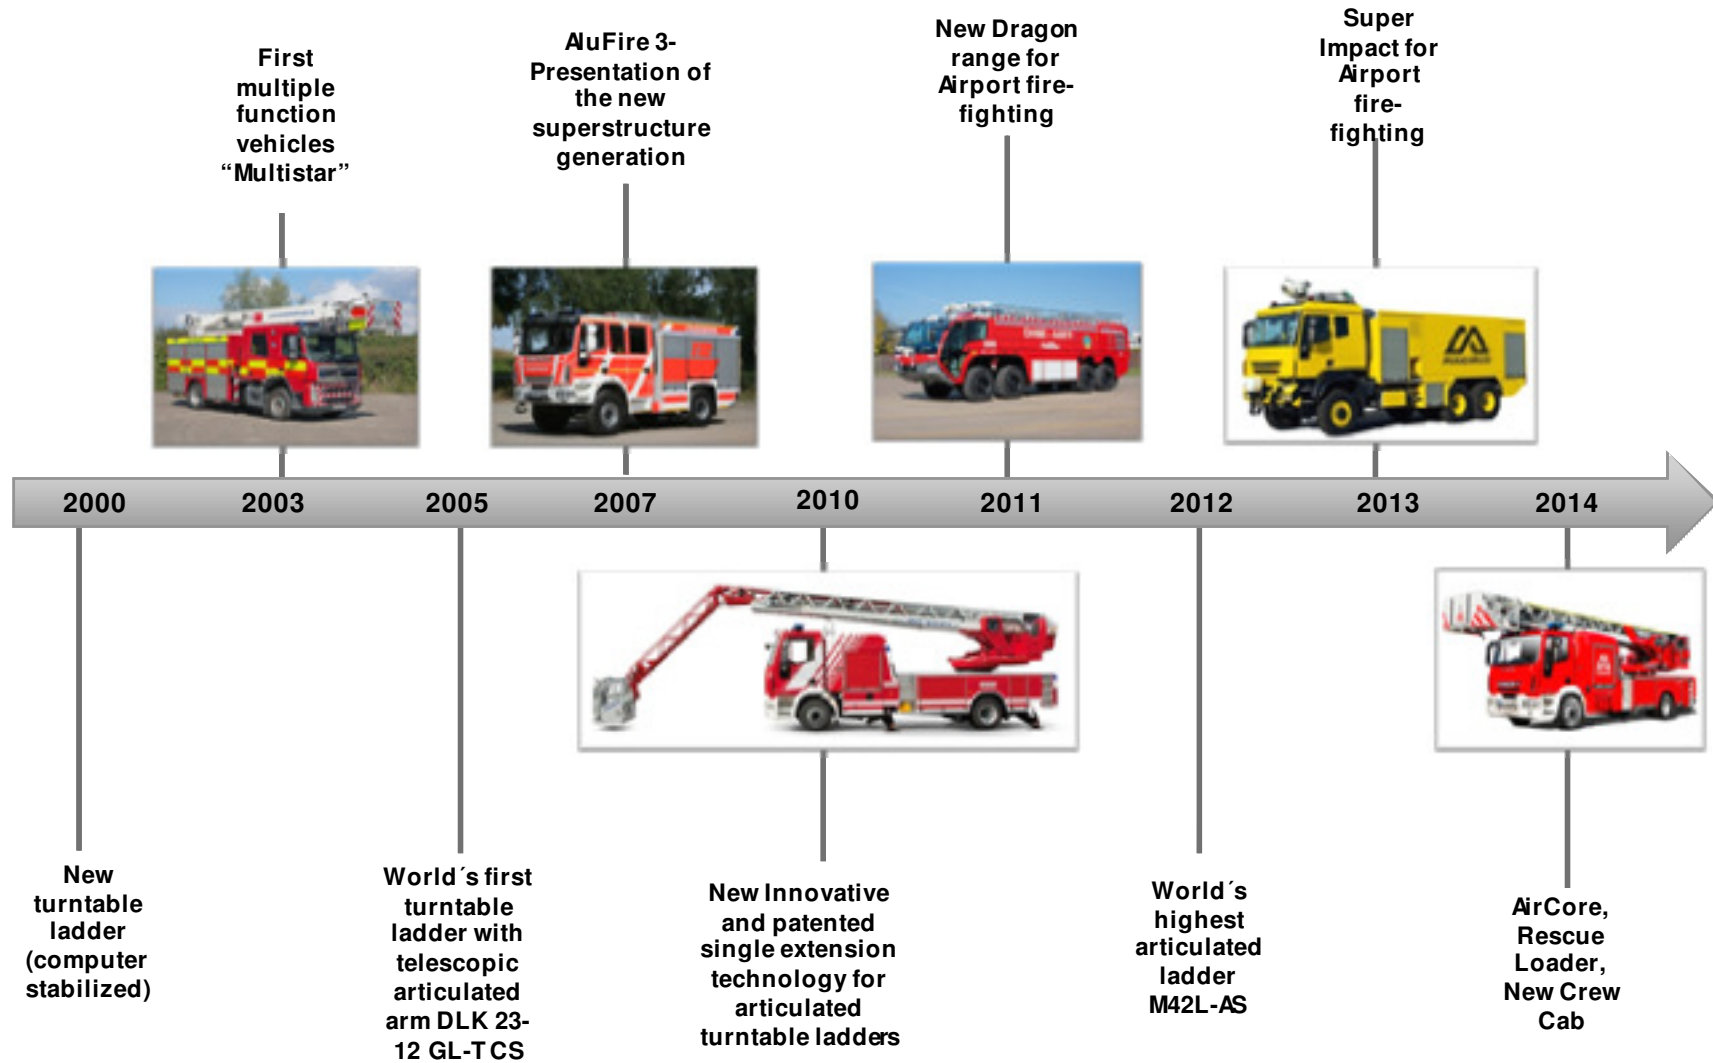 First
multiple
function
vehicles
“Multistar”
AluFire 3-
Presentation of
the new
superstructure
generation
New Dragon
range for
Airport fire-
fighting
Super
Impact for
Airport
fire-
fighting
2000
2003
2005
2007
2010
2011
2012
2013
2014
New
turntable
ladder
(computer
stabilized)
World´s first
turntable
ladder with
telescopic
articulated
arm DLK 23-
12 GL-TCS
New Innovative
and patented
single extension
technology for
articulated
turntable ladders
World´s
highest
articulated
ladder
M42L-AS
AirCore,
Rescue
Loader,
New Crew
Cab